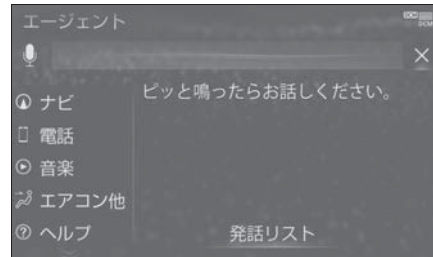 エージェント
DCM
ピッと鳴ったらお話しください。
ナビ
電話
音楽
エアコン他
ヘルプ
発話リスト